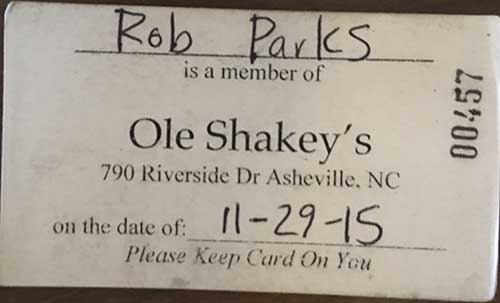 Rob Parks
is a member of
Ole Shakey's
790 Riverside Dr Asheville, NC
on the date of: 11-29-15
Please Keep Card On You
00457